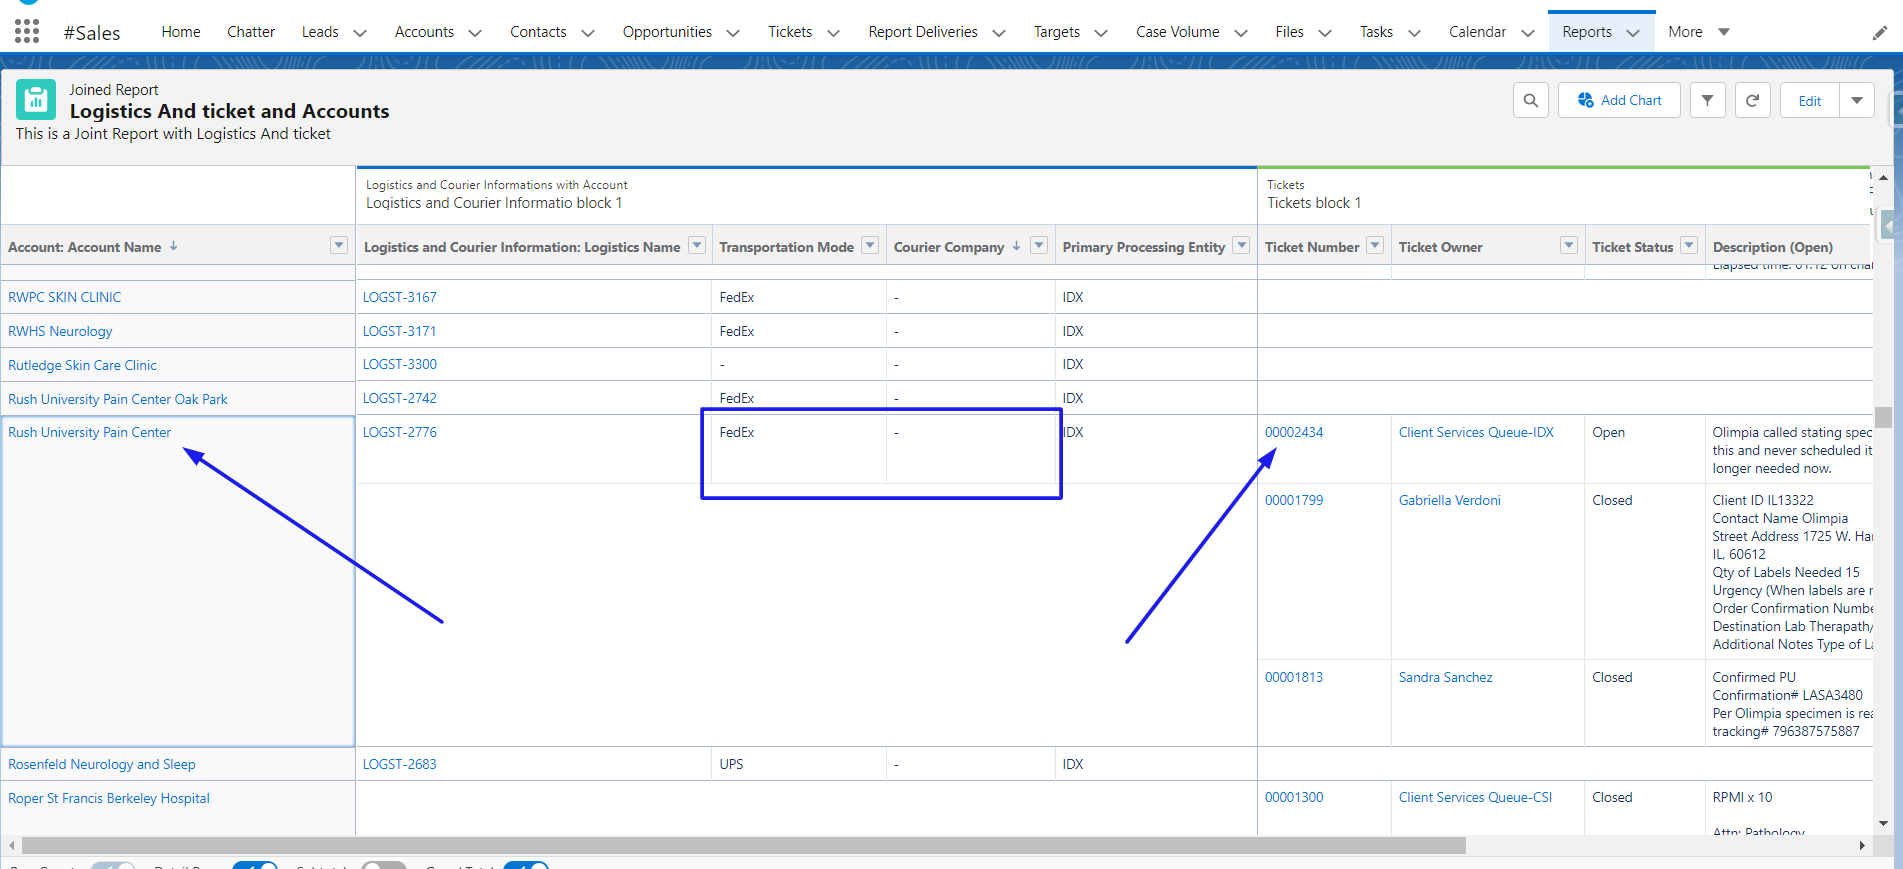 #Sales Home Chatter Leads Accounts Contacts Opportunities Tickets Report Deliveries Targets Case Volume Files Tasks Calendar Reports More
Joined Report
Logistics And ticket and Accounts
This is a Joint Report with Logistics And ticket
Add Chart
Edit
Logistics and Courier Informations with Account
Logistics and Courier Informatio block 1
Tickets
Tickets block 1
Account: Account Name Logistics and Courier Information: Logistics Name Transportation Mode Courier Company Primary Processing Entity Ticket Number Ticket Owner Ticket Status Description (Open)
Elapsed time: 01:12 on
RWPC SKIN CLINIC LOGST-3167 FedEx - IDX
RWHS Neurology LOGST-3171 FedEx - IDX
Rutledge Skin Care Clinic LOGST-3300 - - IDX
Rush University Pain Center Oak Park LOGST-2742 FedEx - IDX
Rush University Pain Center LOGST-2776 FedEx - IDX 00002434 Client Services Queue-IDX Open Olimpia called stating spec
this and never scheduled it
longer needed now.
00001799 Gabriella Verdoni Closed Client ID IL13322
Contact Name Olimpia
Street Address 1725 W. Ha
IL, 60612
Qty of Labels Needed 15
Urgency (When labels are
Order Confirmation Numbe
Destination Lab Therapath/
Additional Notes Type of La
00001813 Sandra Sanchez Closed Confirmed PU
Confirmation# LASA3480
Per Olimpia specimen is rea
tracking# 796387575887
Rosenfeld Neurology and Sleep LOGST-2683 UPS - IDX
Roper St Francis Berkeley Hospital 00001300 Client Services Queue-CSI Closed RPMI x 10
Attn: Pathology